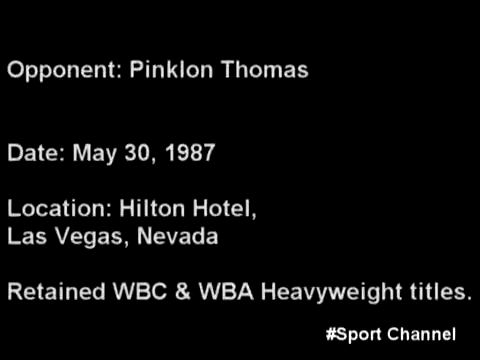 Opponent: Pinklon Thomas
Date: May 30, 1987
Location: Hilton Hotel,
Las Vegas, Nevada
Retained WBC & WBA Heavyweight titles.
#Sport Channel